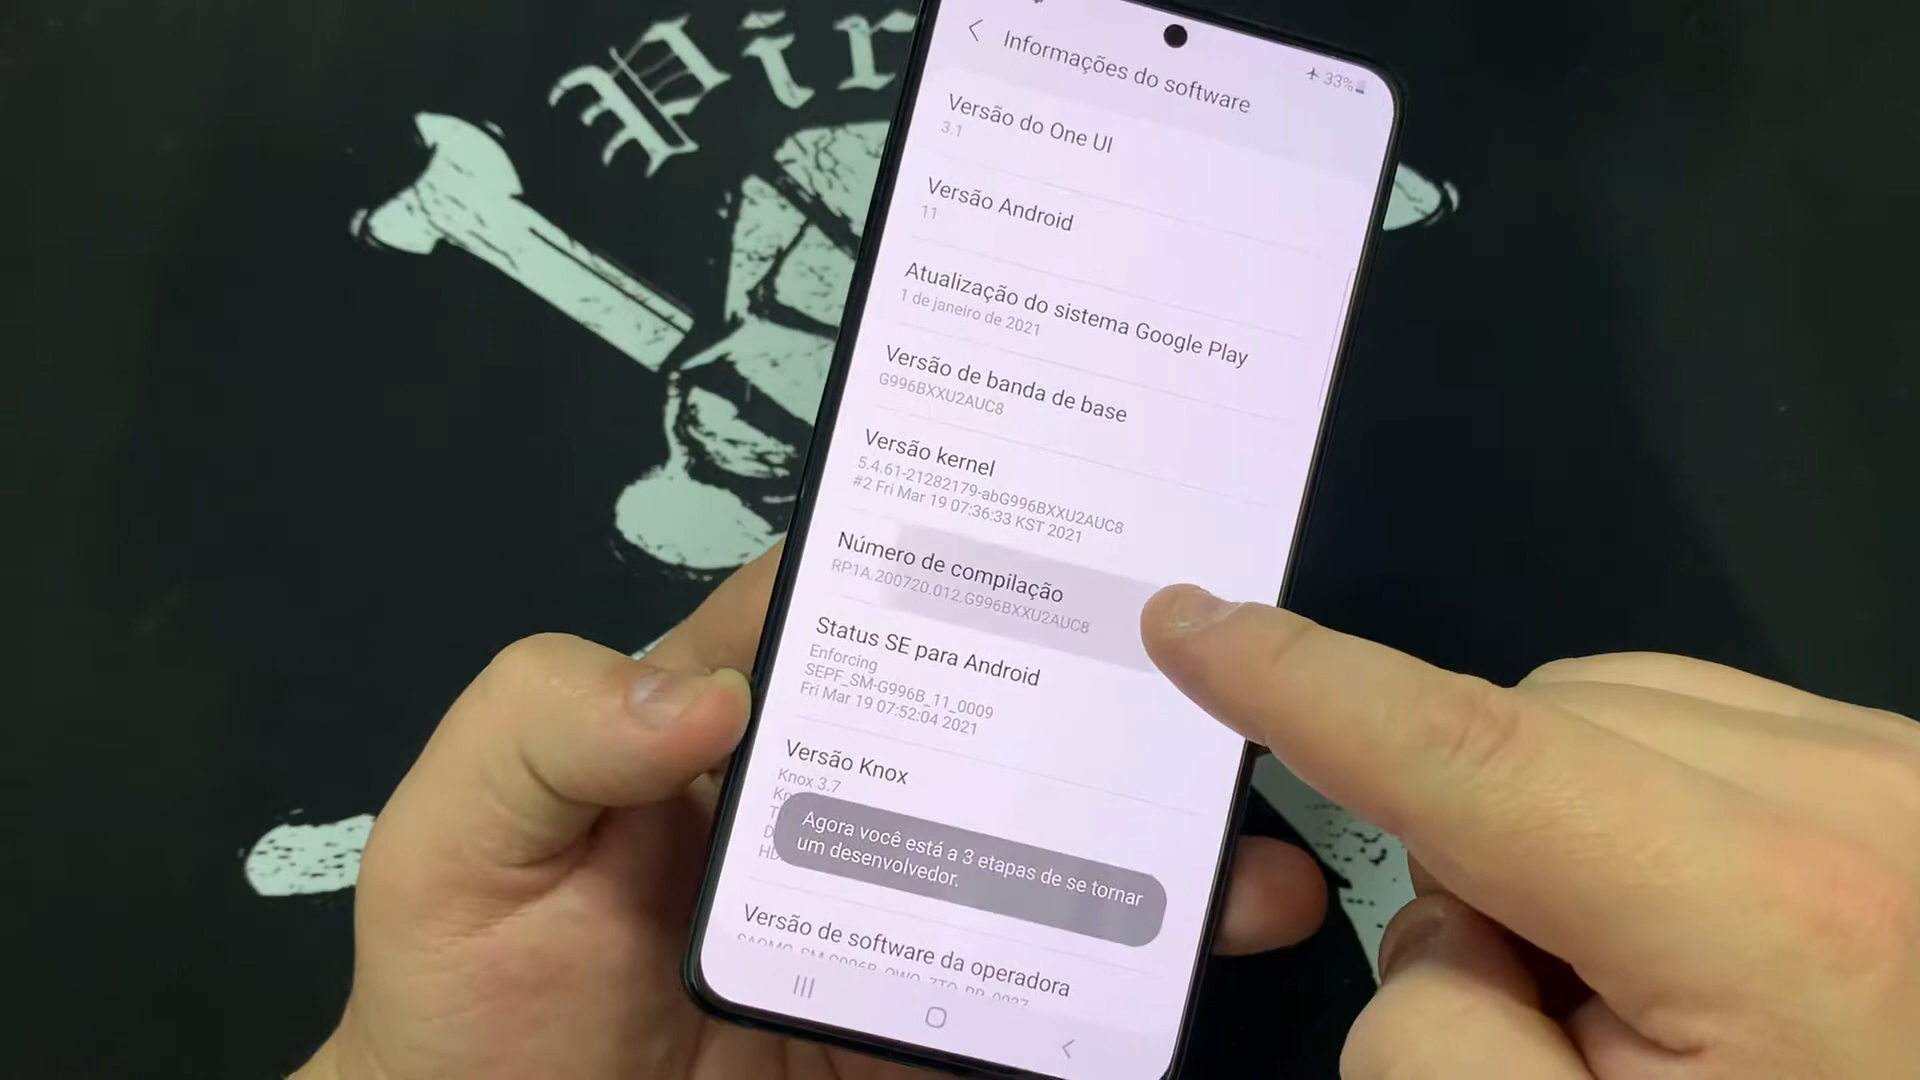 Pir
33%
Informações do software
Versão do One UI
3.1
Versão Android
11
Atualização do sistema Google Play
1 de janeiro de 2021
Versão de banda de base
G996BXXU2AUC8
Versão kernel
5.4.61-21282179-abG996BXXU2AUC8
#2 Fri Mar 19 07:36:33 KST 2021
Número de compilação
RP1A.200720.012.G996BXXU2AUC8
Status SE para Android
Enforcing
SEPF_SM-G996B_11_0009
Fri Mar 19 07:52:04 2021
Versão Knox
Knox 3.7
Kn
T
D
HD
Agora você está a 3 etapas de se tornar
um desenvolvedor.
Versão de software da operadora